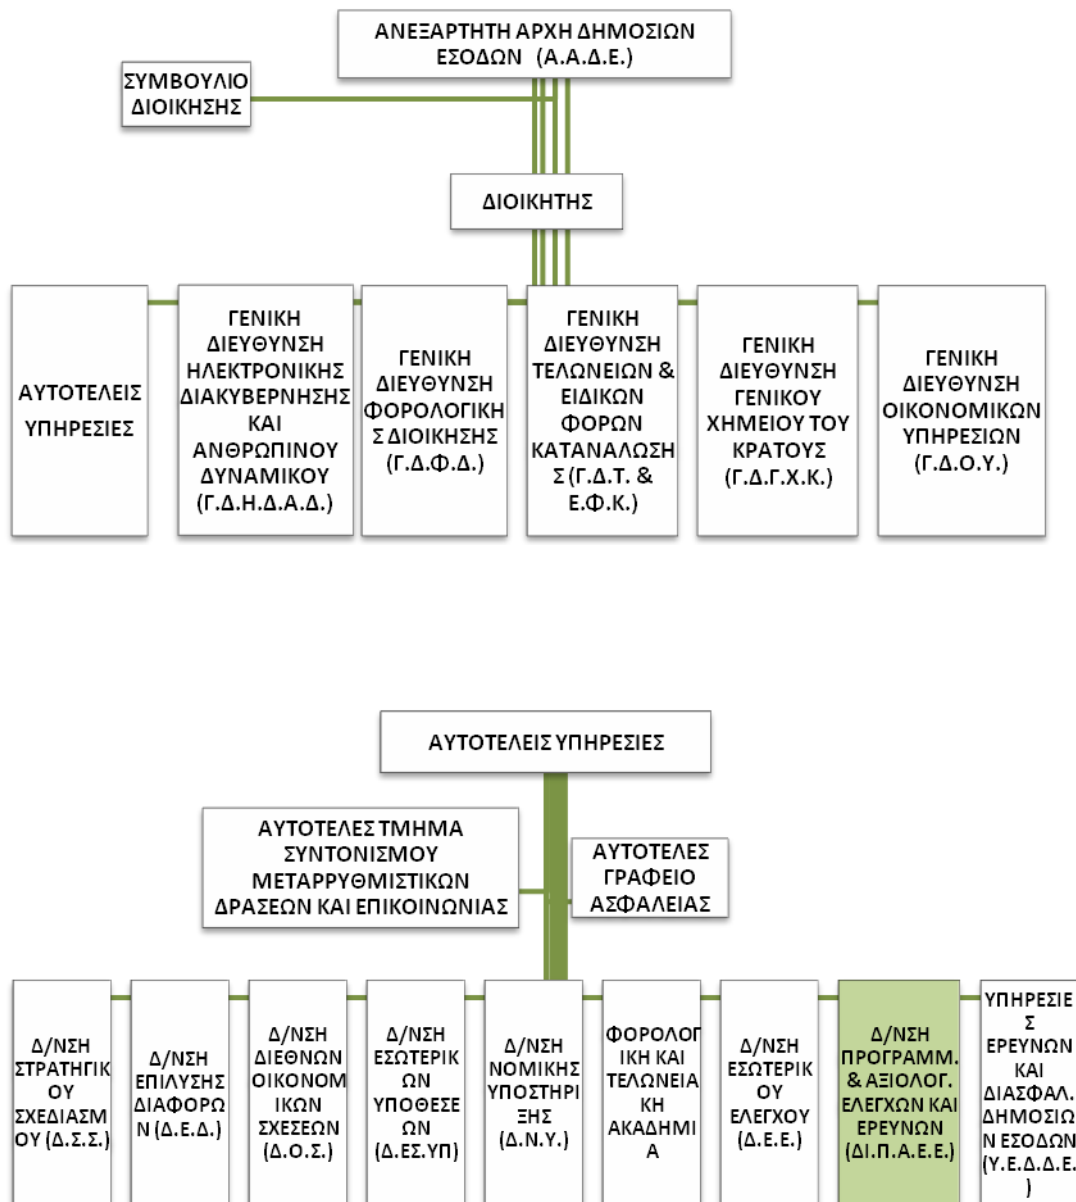 ΑΝΕΞΑΡΤΗΤΗ ΑΡΧΗ ΔΗΜΟΣΙΩΝ
ΕΣΟΔΩΝ (Α.Α.Δ.Ε.)
ΣΥΜΒΟΥΛΙΟ
ΔΙΟΙΚΗΣΗΣ
ΔΙΟΙΚΗΤΗΣ
ΑΥΤΟΤΕΛΕΙΣ
ΥΠΗΡΕΣΙΕΣ
ΓΕΝΙΚΗ
ΔΙΕΥΘΥΝΣΗ
ΗΛΕΚΤΡΟΝΙΚΗΣ
ΔΙΑΚΥΒΕΡΝΗΣΗΣ
ΚΑΙ
ΑΝΘΡΩΠΙΝΟΥ
ΔΥΝΑΜΙΚΟΥ
(Γ.Δ.Η.Δ.Α.Δ.)
ΓΕΝΙΚΗ
ΔΙΕΥΘΥΝΣΗ
ΦΟΡΟΛΟΓΙΚΗ
Σ ΔΙΟΙΚΗΣΗΣ
(Γ.Δ.Φ.Δ.)
ΓΕΝΙΚΗ
ΔΙΕΥΘΥΝΣΗ
ΤΕΛΩΝΕΙΩΝ &
ΕΙΔΙΚΩΝ
ΦΟΡΩΝ
ΚΑΤΑΝΑΛΩΣΗ
Σ (Γ.Δ.Τ. &
Ε.Φ.Κ.)
ΓΕΝΙΚΗ
ΔΙΕΥΘΥΝΣΗ
ΓΕΝΙΚΟΥ
ΧΗΜΕΙΟΥ ΤΟΥ
ΚΡΑΤΟΥΣ
(Γ.Δ.Γ.Χ.Κ.)
ΓΕΝΙΚΗ
ΔΙΕΥΘΥΝΣΗ
ΟΙΚΟΝΟΜΙΚΩΝ
ΥΠΗΡΕΣΙΩΝ
(Γ.Δ.Ο.Υ.)
ΑΥΤΟΤΕΛΕΙΣ ΥΠΗΡΕΣΙΕΣ
ΑΥΤΟΤΕΛΕΣ ΤΜΗΜΑ
ΣΥΝΤΟΝΙΣΜΟΥ
ΜΕΤΑΡΡΥΘΜΙΣΤΙΚΩΝ
ΔΡΑΣΕΩΝ ΚΑΙ ΕΠΙΚΟΙΝΩΝΙΑΣ
ΑΥΤΟΤΕΛΕΣ
ΓΡΑΦΕΙΟ
ΑΣΦΑΛΕΙΑΣ
Δ/ΝΣΗ
ΣΤΡΑΤΗΓΙΚ
ΟΥ
ΣΧΕΔΙΑΣΜ
ΟΥ (Δ.Σ.Σ.)
Δ/ΝΣΗ
ΕΠΙΛΥΣΗΣ
ΔΙΑΦΟΡΩ
Ν (Δ.Ε.Δ.)
Δ/ΝΣΗ
ΔΙΕΘΝΩΝ
ΟΙΚΟΝΟΜ
ΙΚΩΝ
ΣΧΕΣΕΩΝ
(Δ.Ο.Σ.)
Δ/ΝΣΗ
ΕΣΩΤΕΡΙΚ
ΩΝ
ΥΠΟΘΕΣΕ
ΩΝ
(Δ.ΕΣ.ΥΠ)
Δ/ΝΣΗ
ΝΟΜΙΚΗΣ
ΥΠΟΣΤΗΡΙ
ΞΗΣ
(Δ.Ν.Υ.)
ΦΟΡΟΛΟΓ
ΙΚΗ ΚΑΙ
ΤΕΛΩΝΕΙΑ
ΚΗ
ΑΚΑΔΗΜΙ
Α
Δ/ΝΣΗ
ΕΣΩΤΕΡΙΚ
ΟΥ
ΕΛΕΓΧΟΥ
(Δ.Ε.Ε.)
Δ/ΝΣΗ
ΠΡΟΓΡΑΜΜ.
& ΑΞΙΟΛΟΓ.
ΕΛΕΓΧΩΝ ΚΑΙ
ΕΡΕΥΝΩΝ
(ΔΙ.Π.Α.Ε.Ε.)
ΥΠΗΡΕΣΙΕ
Σ
ΕΡΕΥΝΩΝ
ΚΑΙ
ΔΙΑΣΦΑΛ.
ΔΗΜΟΣΙΩ
Ν ΕΣΟΔΩΝ
(Υ.Ε.Δ.Δ.Ε.
)